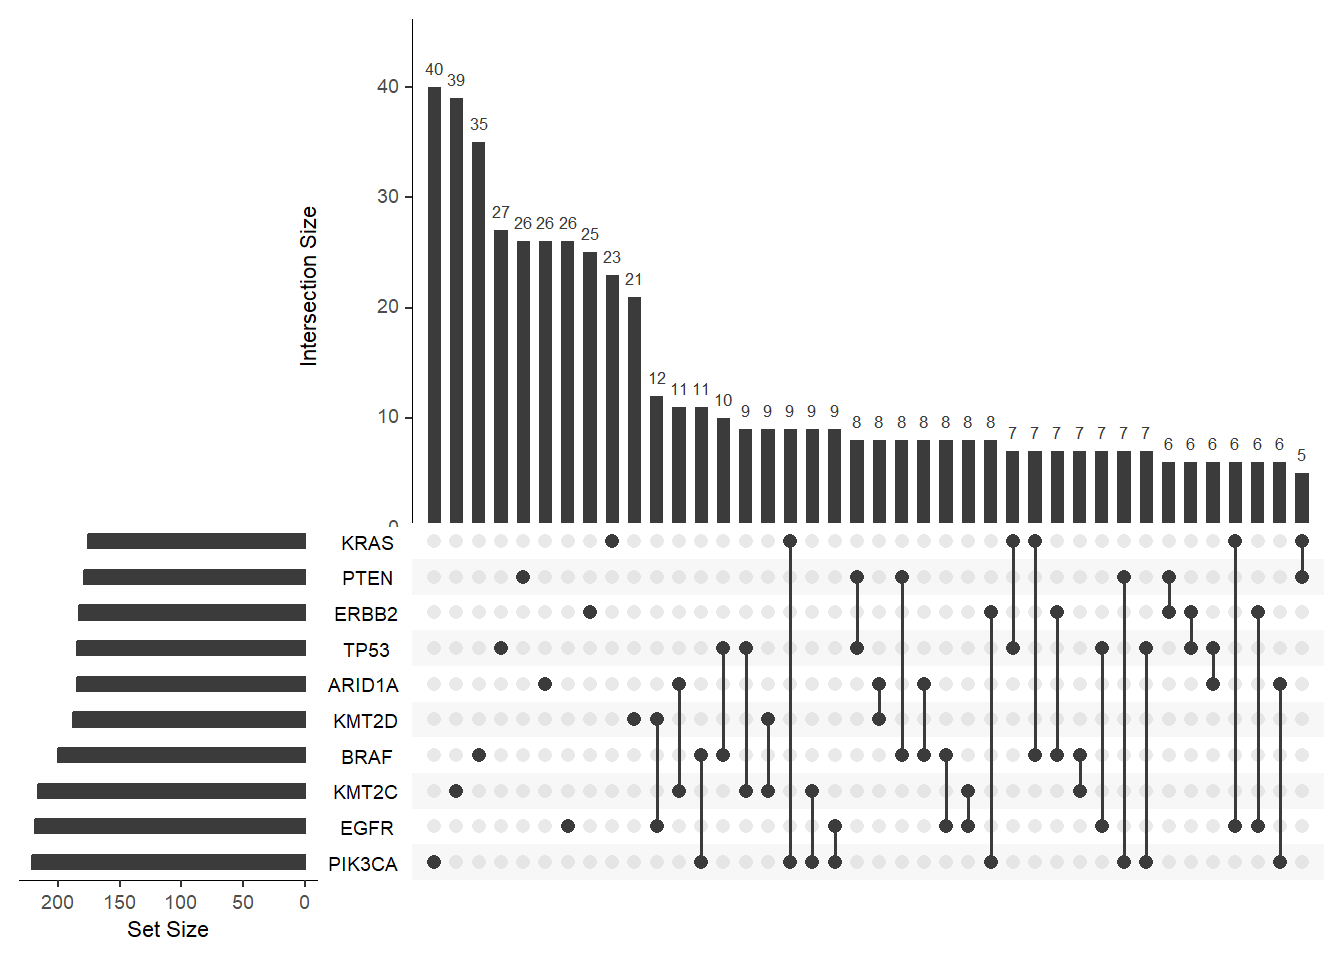 40 39
35
27 26 26 26 25
23
21
12 11 11 10 9 9 9 9 9 8 8 8 8 8 8 8 7 7 7 7 7 7 7 6 6 6 6 6 6 5
40
30
20
10
0
Intersection Size
KRAS
PTEN
ERBB2
TP53
ARID1A
KMT2D
BRAF
KMT2C
EGFR
PIK3CA
200 150 100 50 0
Set Size